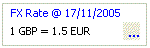 FX Rate @ 17/11/2005
1 GBP = 1.5 EUR
...